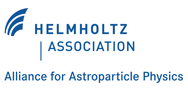 HELMHOLTZ
ASSOCIATION
Alliance for Astroparticle Physics